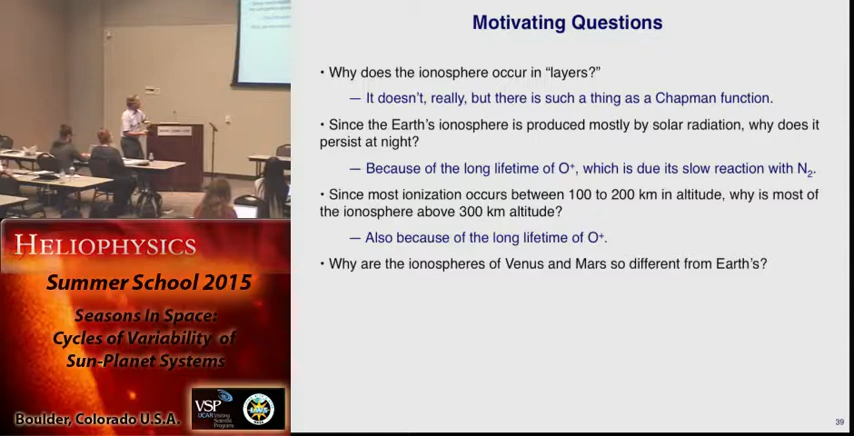 Motivating Questions
• Why does the ionosphere occur in “layers?”
— It doesn’t, really, but there is such a thing as a Chapman function.
• Since the Earth’s ionosphere is produced mostly by solar radiation, why does it
persist at night?
— Because of the long lifetime of O⁺, which is due its slow reaction with N₂.
• Since most ionization occurs between 100 to 200 km in altitude, why is most of
the ionosphere above 300 km altitude?
— Also because of the long lifetime of O⁺.
• Why are the ionospheres of Venus and Mars so different from Earth’s?
39
HELIOPHYSICS
Summer School 2015
Seasons In Space:
Cycles of Variability of
Sun-Planet Systems
Boulder, Colorado U.S.A.
VSP
UCAR Visiting
Scientist
Programs